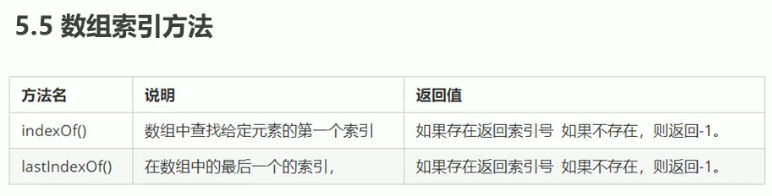 5.5 数组索引方法
方法名 说明 返回值
indexOf() 数组中查找给定元素的第一个索引 如果存在返回索引号 如果不存在，则返回-1。
lastIndexOf() 在数组中的最后一个的索引， 如果存在返回索引号 如果不存在，则返回-1。